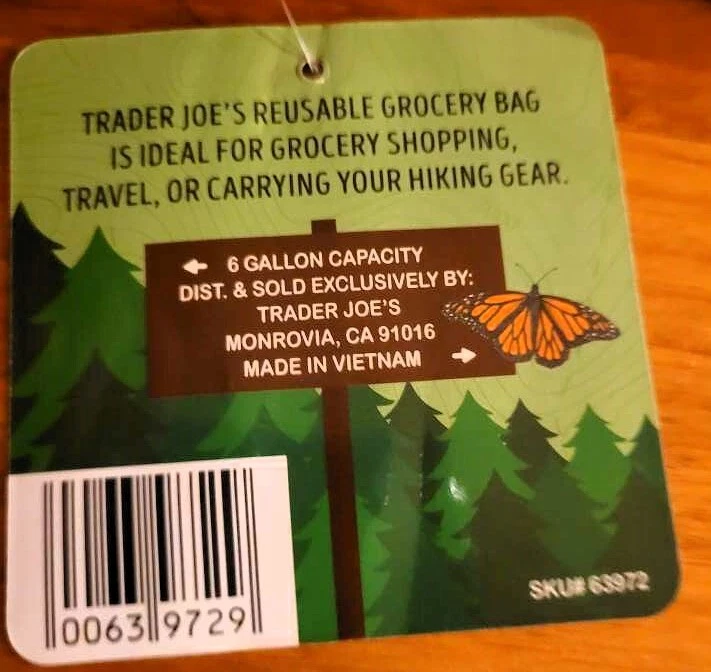 TRADER JOE'S REUSABLE GROCERY BAG
IS IDEAL FOR GROCERY SHOPPING,
TRAVEL, OR CARRYING YOUR HIKING GEAR.
← 6 GALLON CAPACITY
DIST. & SOLD EXCLUSIVELY BY:
TRADER JOE'S
MONROVIA, CA 91016
MADE IN VIETNAM →
SKU# 63972
0063 9729